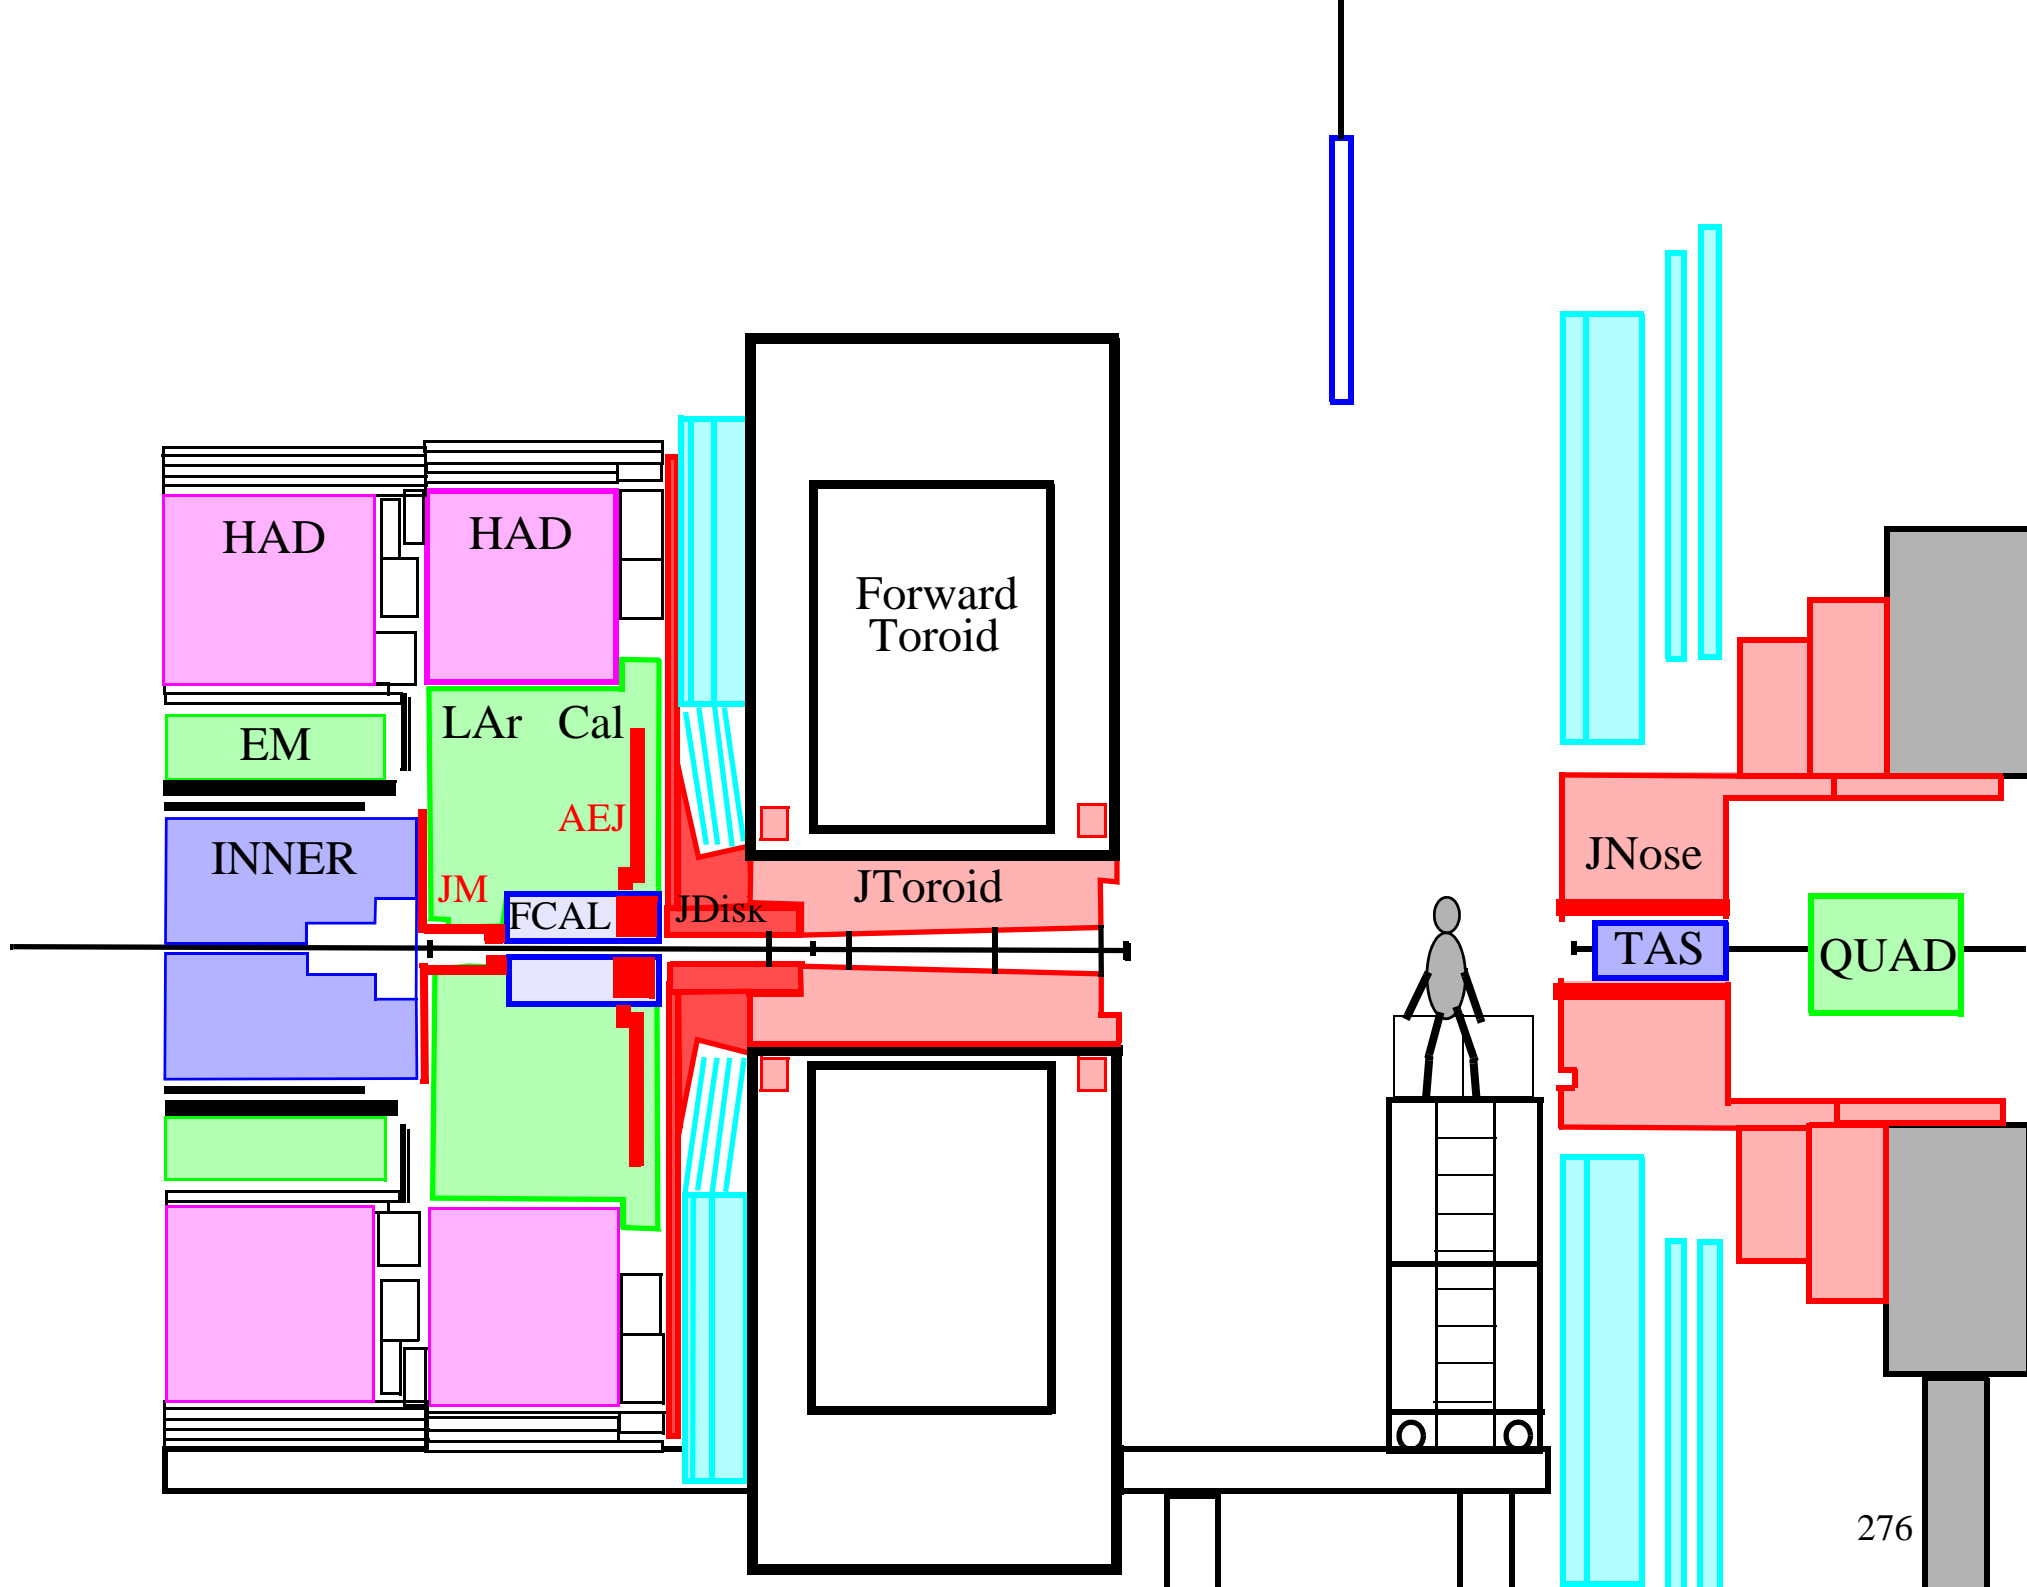 HAD
HAD
Forward
Toroid
LAr Cal
EM
AEJ
INNER
JM
FCAL
JDisk
JToroid
JNose
TAS
QUAD
276